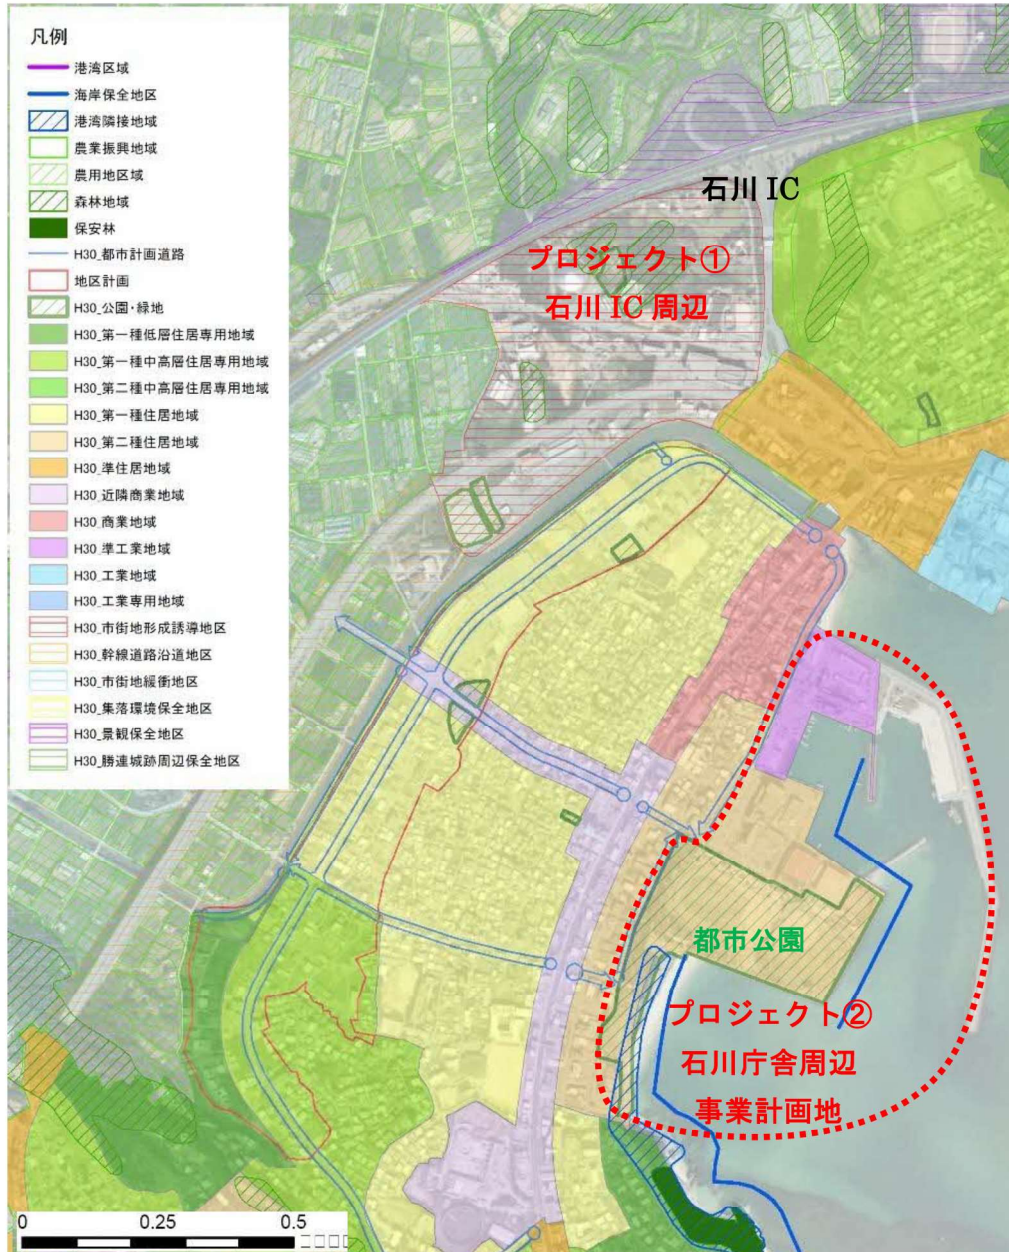 凡例
港湾区域
海岸保全地区
港湾隣接地域
農業振興地域
農用地区域
森林地域
保安林
H30_都市計画道路
地区計画
H30_公園・緑地
H30_第一種低層住居専用地域
H30_第一種中高層住居専用地域
H30_第二種中高層住居専用地域
H30_第一種住居地域
H30_第二種住居地域
H30_準住居地域
H30_近隣商業地域
H30_商業地域
H30_準工業地域
H30_工業地域
H30_工業専用地域
H30_市街地形成誘導地区
H30_幹線道路沿道地区
H30_市街地緩衝地区
H30_集落環境保全地区
H30_景観保全地区
H30_勝連城跡周辺保全地区
石川 IC
プロジェクト①
石川 IC 周辺
都市公園
プロジェクト②
石川庁舎周辺
事業計画地
0 0.25 0.5